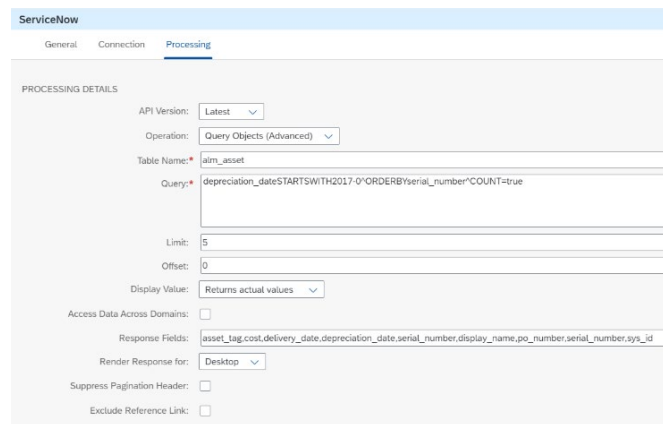 ServiceNow
General Connection Processing
PROCESSING DETAILS
API Version: Latest
Operation: Query Objects (Advanced)
Table Name:* alm_asset
Query:* depreciation_dateSTARTSWITH2017-0^ORDERBYserial_number^COUNT=true
Limit: 5
Offset: 0
Display Value: Returns actual values
Access Data Across Domains:
Response Fields: asset_tag,cost,delivery_date,depreciation_date,serial_number,display_name,po_number,serial_number,sys_id
Render Response for: Desktop
Suppress Pagination Header:
Exclude Reference Link: